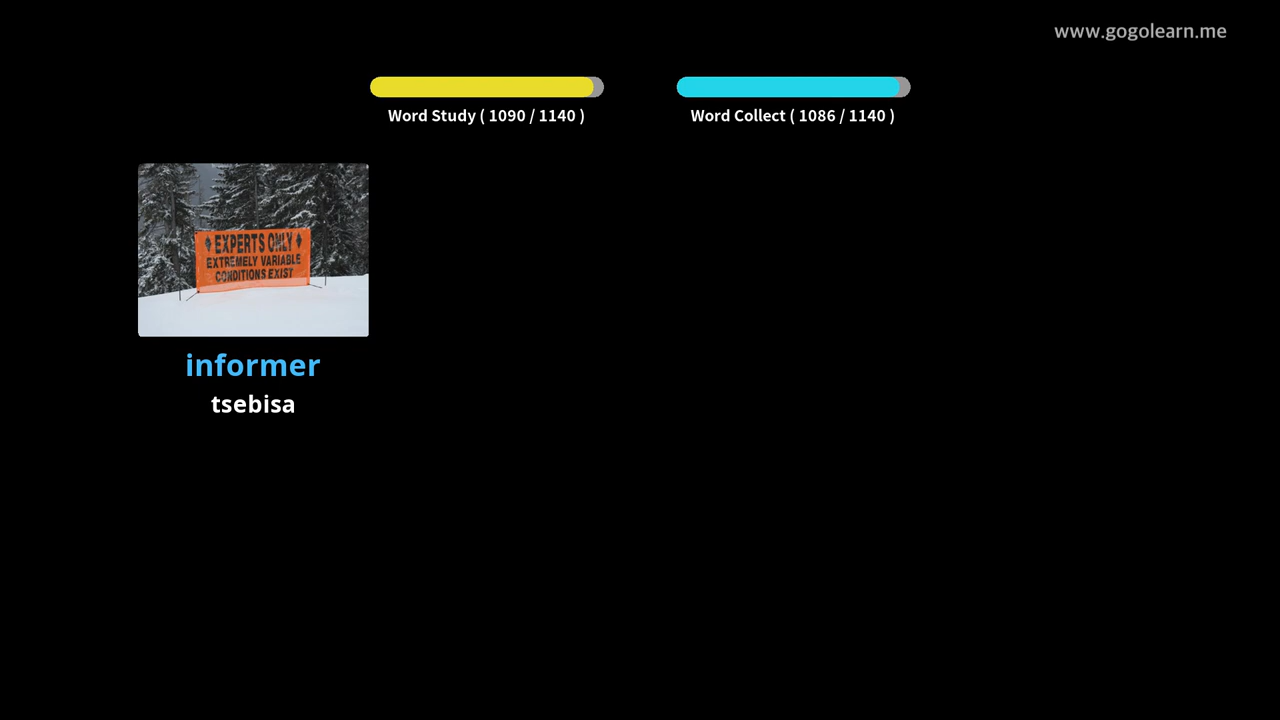 www.gogolearn.me
Word Study ( 1090 / 1140 )
Word Collect ( 1086 / 1140 )
EXPERTS ONLY
EXTREMELY VARIABLE
CONDITIONS EXIST
informer
tsebisa